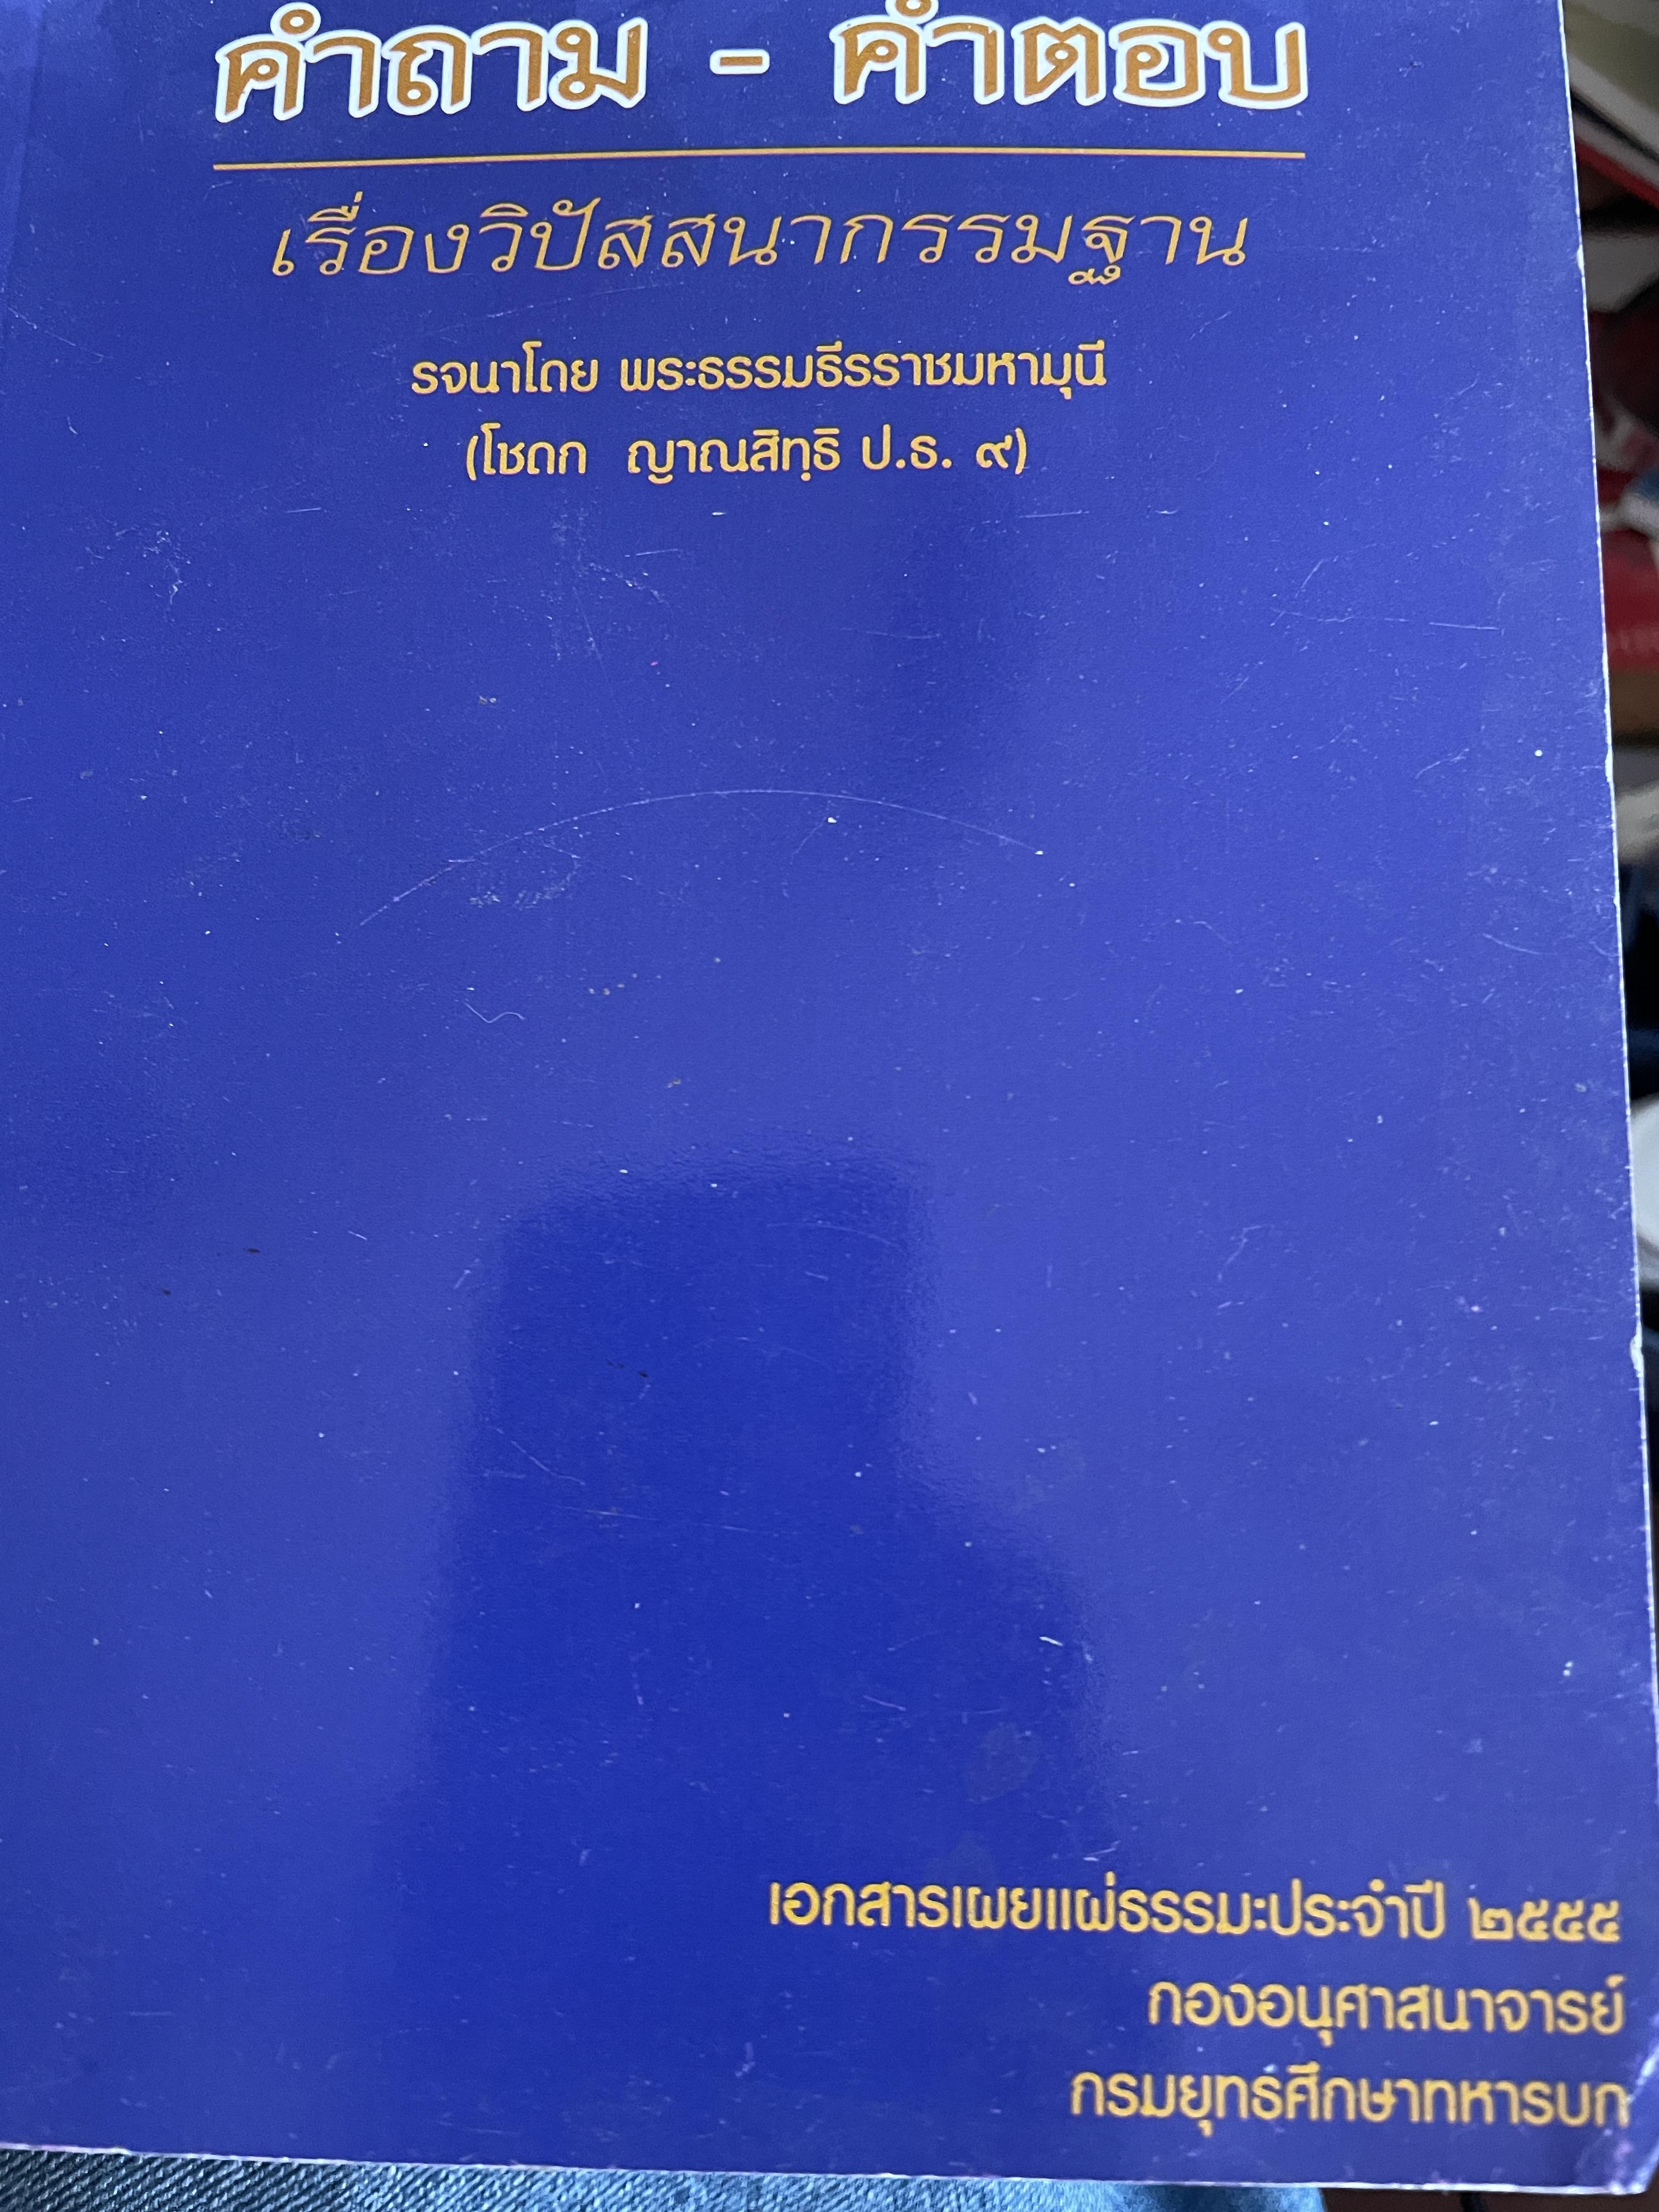 คำถาม - คำตอบ
เรื่องวิปัสสนากรรมฐาน
รจนาโดย พระธรรมธีรราชมหามุนี
(โชดก ญาณสิทฺธิ ป.ธ. ๙)
เอกสารเผยแผ่ธรรมะประจำปี ๒๕๕๕
กองอนุศาสนาจารย์
กรมยุทธศึกษาทหารบก